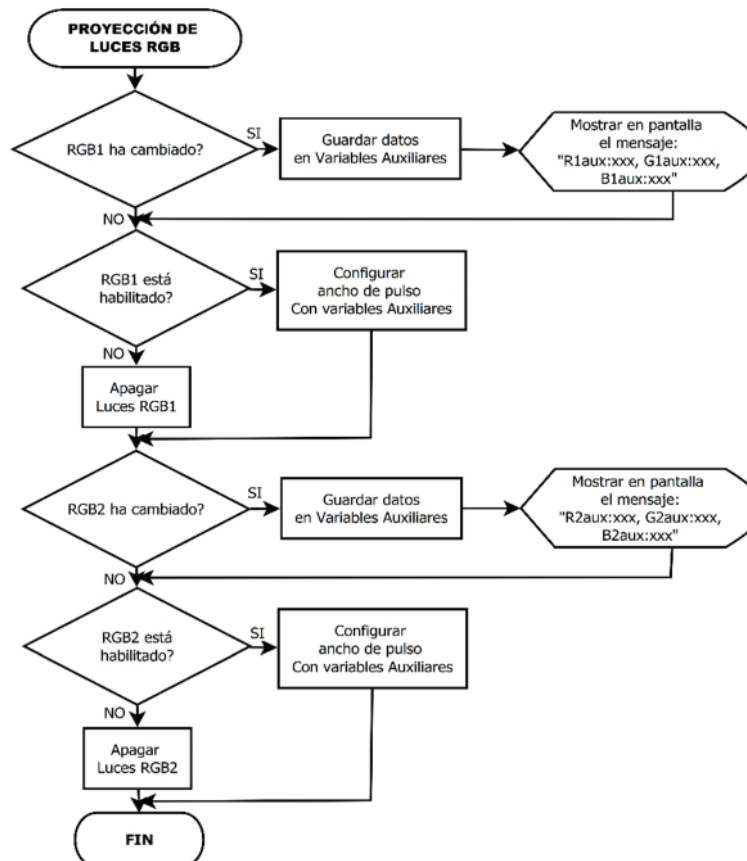 PROYECCIÓN DE
LUCES RGB
RGB1 ha cambiado?
SI
Guardar datos
en Variables Auxiliares
Mostrar en pantalla
el mensaje:
"R1aux:xxx, G1aux:xxx,
B1aux:xxx"
NO
RGB1 está
habilitado?
SI
Configurar
ancho de pulso
Con variables Auxiliares
NO
Apagar
Luces RGB1
RGB2 ha cambiado?
SI
Guardar datos
en Variables Auxiliares
Mostrar en pantalla
el mensaje:
"R2aux:xxx, G2aux:xxx,
B2aux:xxx"
NO
RGB2 está
habilitado?
SI
Configurar
ancho de pulso
Con variables Auxiliares
NO
Apagar
Luces RGB2
FIN